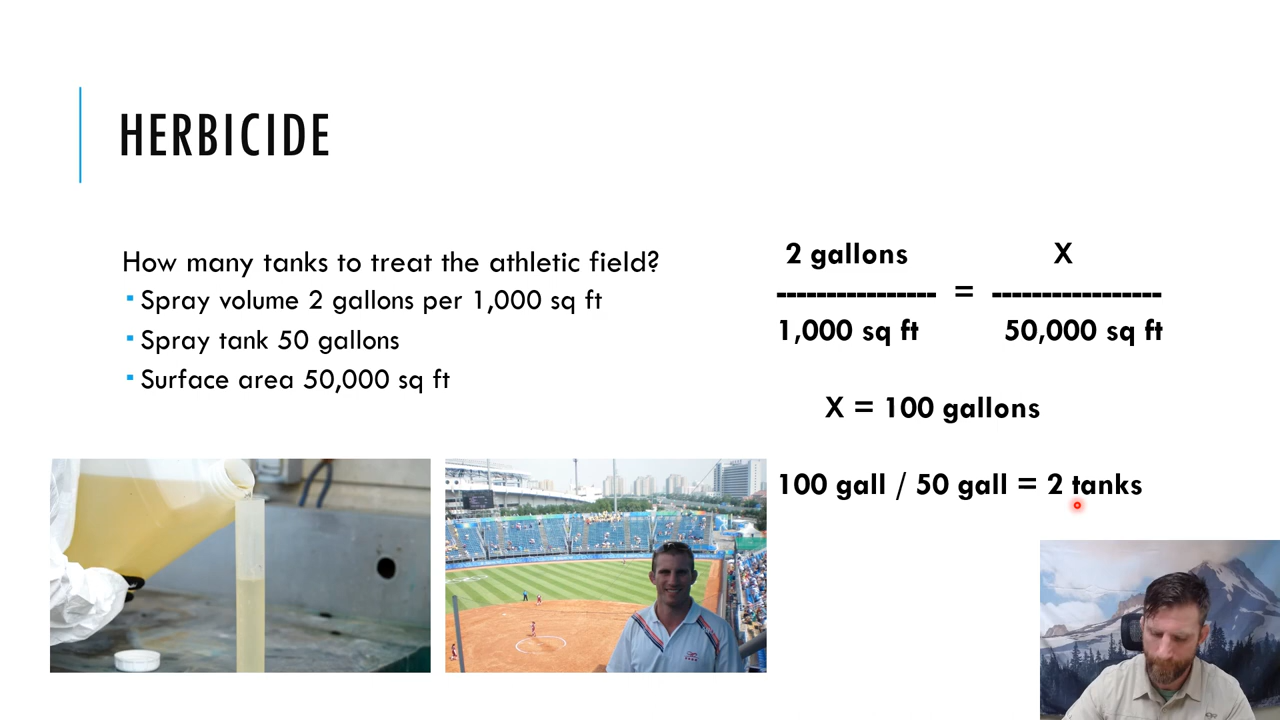 HERBICIDE
How many tanks to treat the athletic field?
▪ Spray volume 2 gallons per 1,000 sq ft
▪ Spray tank 50 gallons
▪ Surface area 50,000 sq ft
2 gallons X
---------------- = -----------------
1,000 sq ft 50,000 sq ft
X = 100 gallons
100 gall / 50 gall = 2 tanks